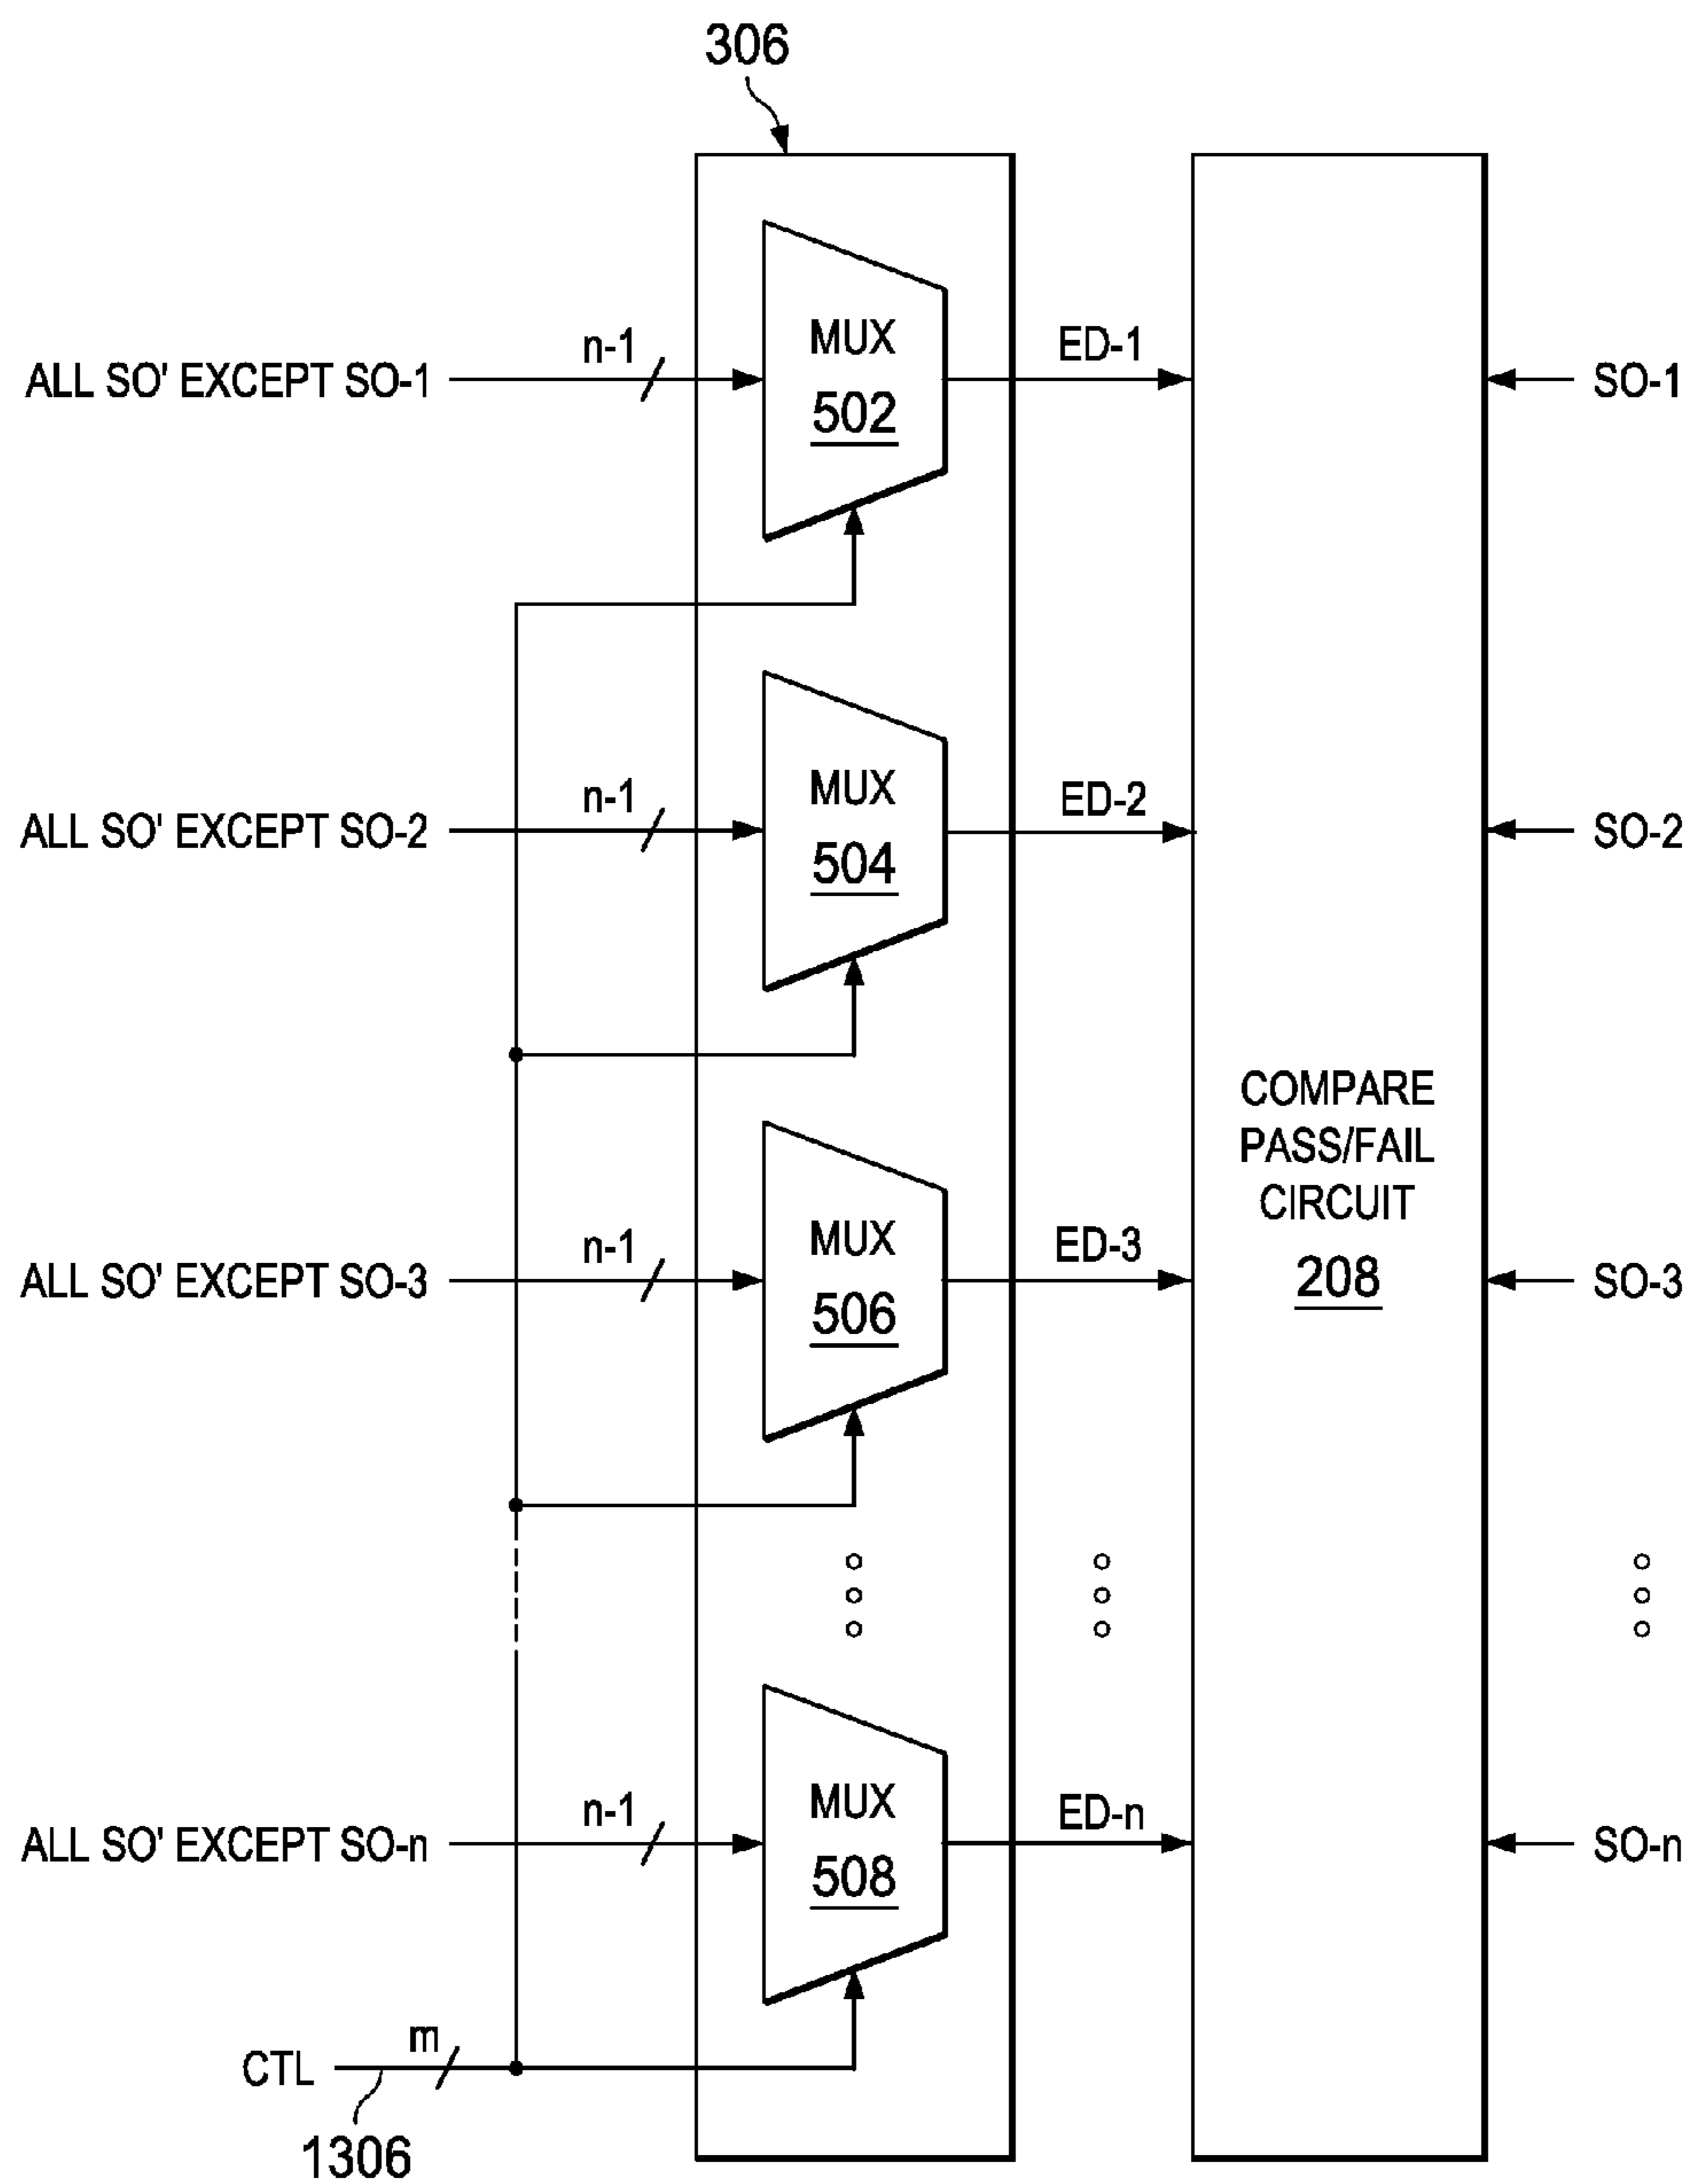 306
n-1
ED-1
ALL SO' EXCEPT SO-1
MUX
502
SO-1
n-1
ED-2
ALL SO' EXCEPT SO-2
MUX
504
SO-2
COMPARE
PASS/FAIL
CIRCUIT
208
n-1
ED-3
ALL SO' EXCEPT SO-3
MUX
506
SO-3
n-1
ED-n
ALL SO' EXCEPT SO-n
MUX
508
SO-n
m
CTL
1306